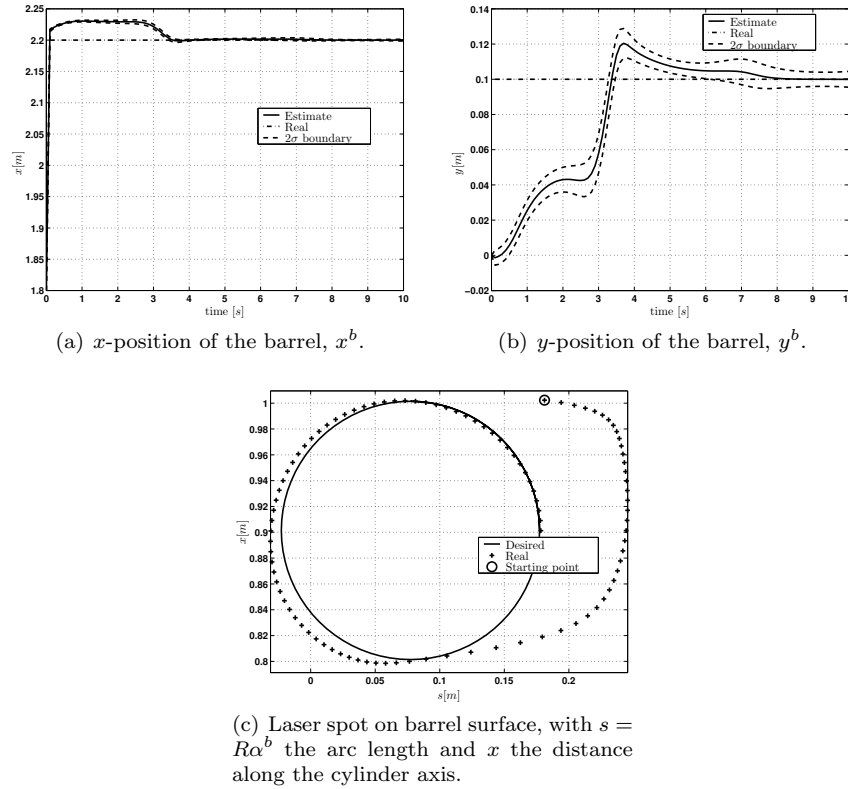 2.25
2.2
2.15
2.1
2.05
2
1.95
1.9
1.85
1.8
x[m]
Estimate
Real
2σ boundary
0 1 2 3 4 5 6 7 8 9 10
time [s]
(a) x-position of the barrel, x^b.
0.14
0.12
0.1
0.08
0.06
0.04
0.02
0
−0.02
y[m]
Estimate
Real
2σ boundary
0 1 2 3 4 5 6 7 8 9 10
time [s]
(b) y-position of the barrel, y^b.
1
0.98
0.96
0.94
0.92
0.9
0.88
0.86
0.84
0.82
0.8
x[m]
Desired
Real
Starting point
0 0.05 0.1 0.15 0.2
s[m]
(c) Laser spot on barrel surface, with s =
Rα^b the arc length and x the distance
along the cylinder axis.